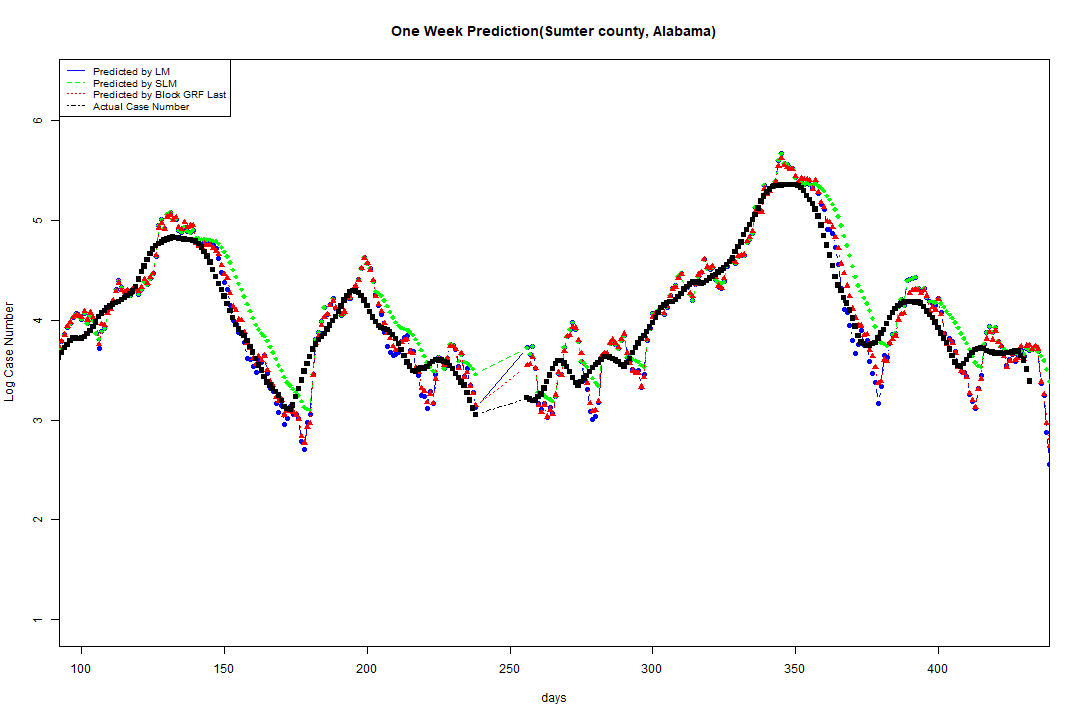 One Week Prediction(Sumter county, Alabama)
Predicted by LM
Predicted by SLM
Predicted by Block GRF Last
Actual Case Number
Log Case Number
6
5
4
3
2
1
100 150 200 250 300 350 400
days